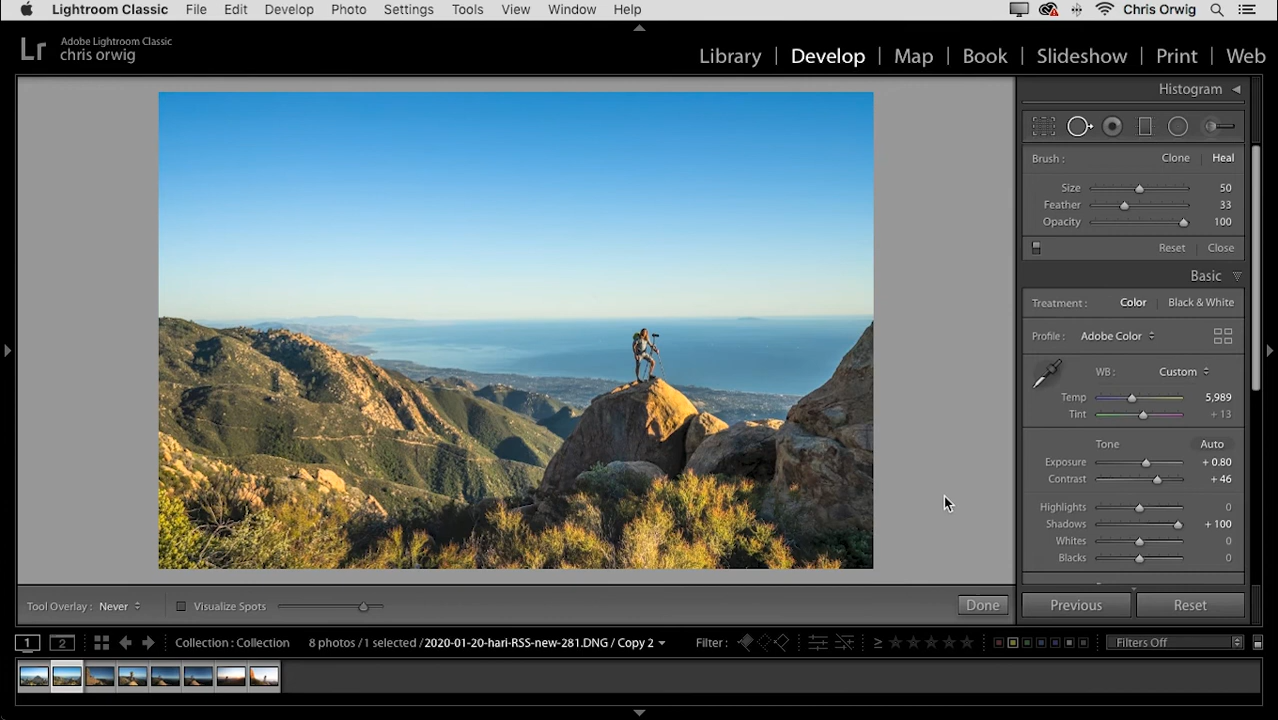 Lightroom Classic File Edit Develop Photo Settings Tools View Window Help Chris Orwig
Lr Adobe Lightroom Classic
chris orwig
Library | Develop | Map | Book | Slideshow | Print | Web
Histogram
Brush : Clone Heal
Size 50
Feather 33
Opacity 100
Reset Close
Basic
Treatment : Color Black & White
Profile : Adobe Color
WB : Custom
Temp 5,989
Tint + 13
Tone Auto
Exposure + 0.80
Contrast + 46
Highlights 0
Shadows + 100
Whites 0
Blacks 0
Tool Overlay : Never Visualize Spots Done Previous Reset
1 2 Collection : Collection 8 photos / 1 selected / 2020-01-20-hari-RSS-new-281.DNG / Copy 2 Filter : ≥ Filters Off